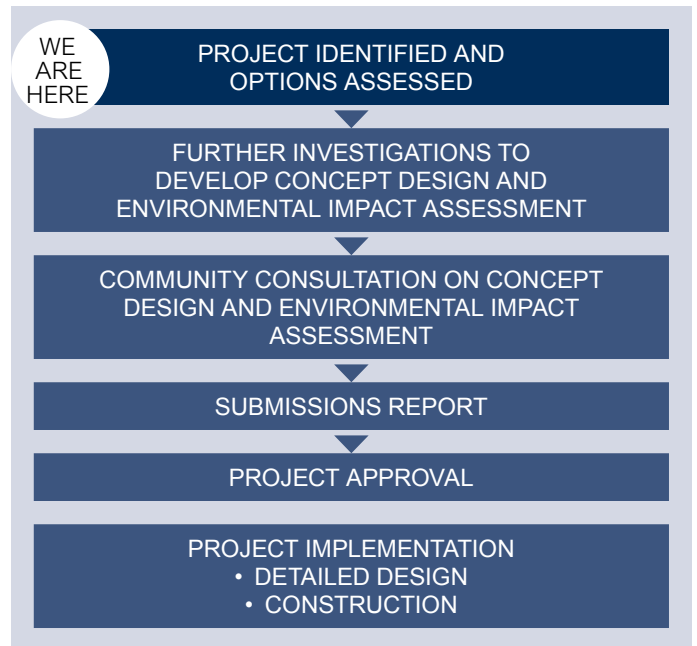 WE
ARE
HERE
PROJECT IDENTIFIED AND
OPTIONS ASSESSED
FURTHER INVESTIGATIONS TO
DEVELOP CONCEPT DESIGN AND
ENVIRONMENTAL IMPACT ASSESSMENT
COMMUNITY CONSULTATION ON CONCEPT
DESIGN AND ENVIRONMENTAL IMPACT
ASSESSMENT
SUBMISSIONS REPORT
PROJECT APPROVAL
PROJECT IMPLEMENTATION
• DETAILED DESIGN
• CONSTRUCTION